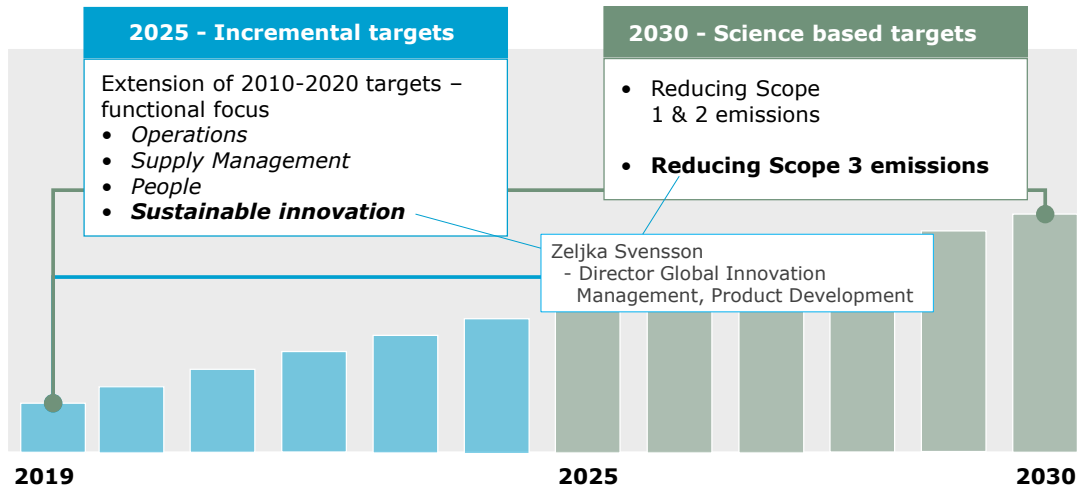 2025 - Incremental targets
Extension of 2010-2020 targets –
functional focus
• Operations
• Supply Management
• People
• Sustainable innovation
2030 - Science based targets
• Reducing Scope
1 & 2 emissions
• Reducing Scope 3 emissions
Zeljka Svensson
- Director Global Innovation
Management, Product Development
2019
2025
2030